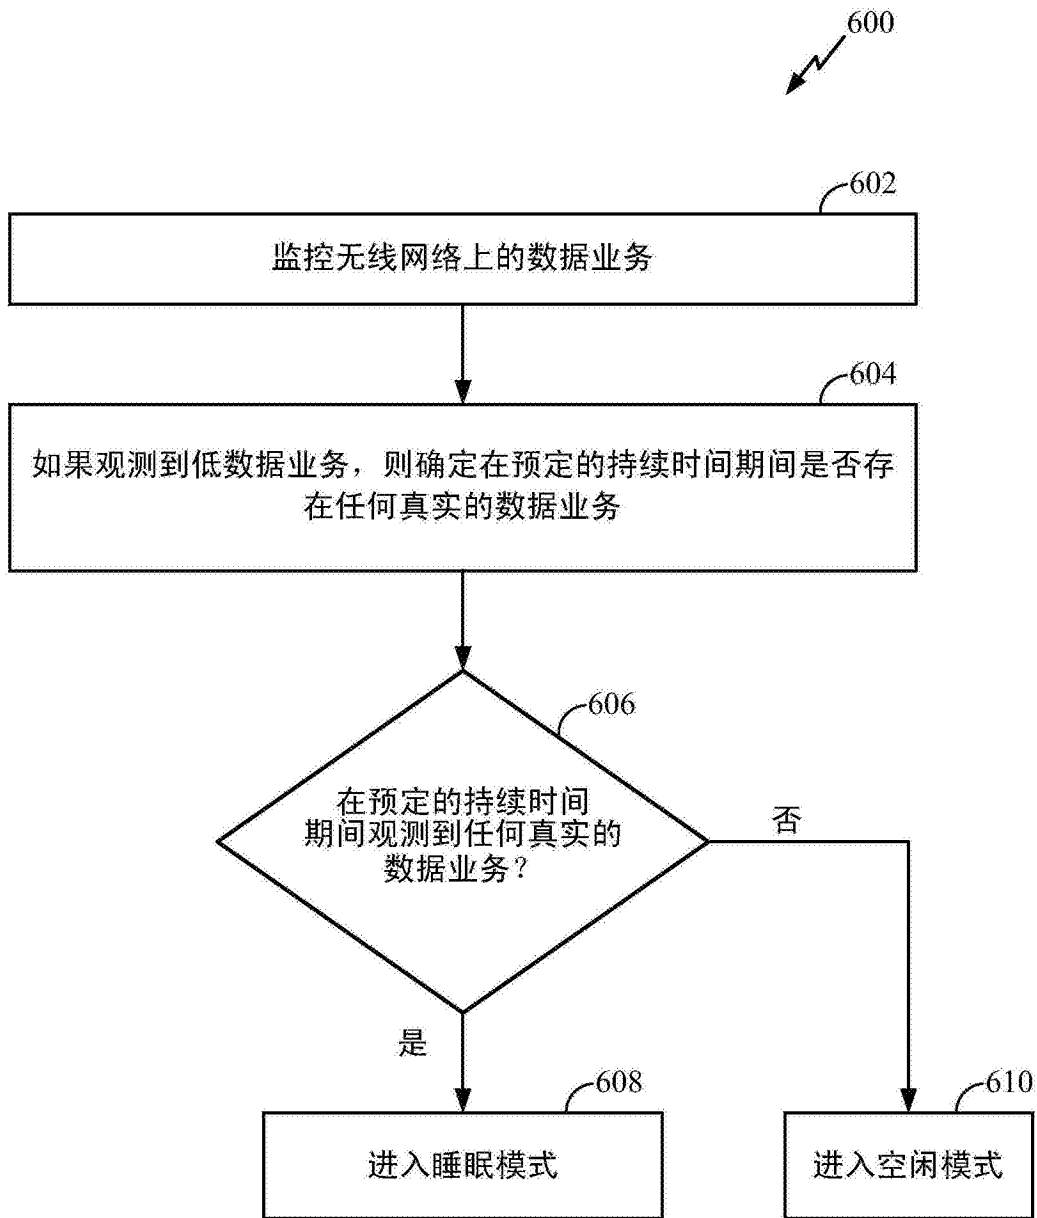 600
602
监控无线网络上的数据业务
604
如果观测到低数据业务，则确定在预定的持续时间期间是否存
在任何真实的数据业务
606
在预定的持续时间
期间观测到任何真实的
数据业务？
否
是
608
进入睡眠模式
610
进入空闲模式